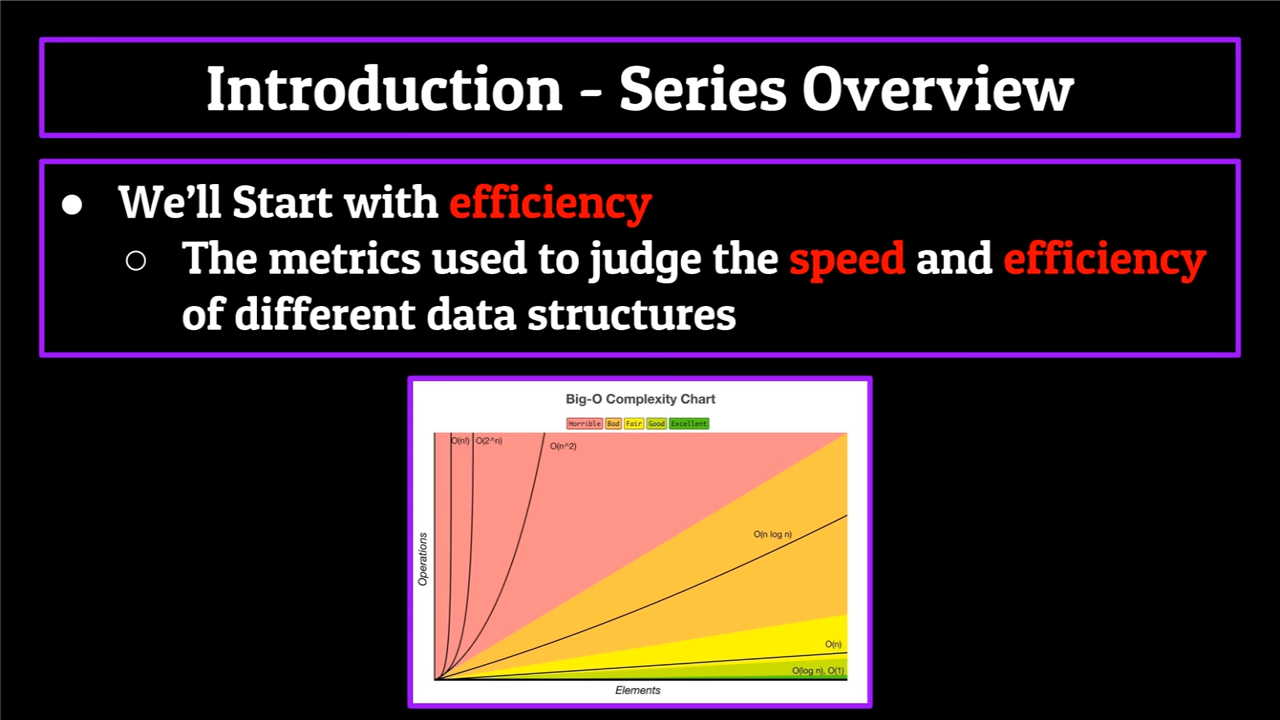 Introduction - Series Overview
● We'll Start with efficiency
○ The metrics used to judge the speed and efficiency
of different data structures
Big-O Complexity Chart
Horrible Bad Fair Good Excellent
O(n!) O(2^n) O(n^2)
O(n log n)
O(n)
O(log n), O(1)
Operations
Elements